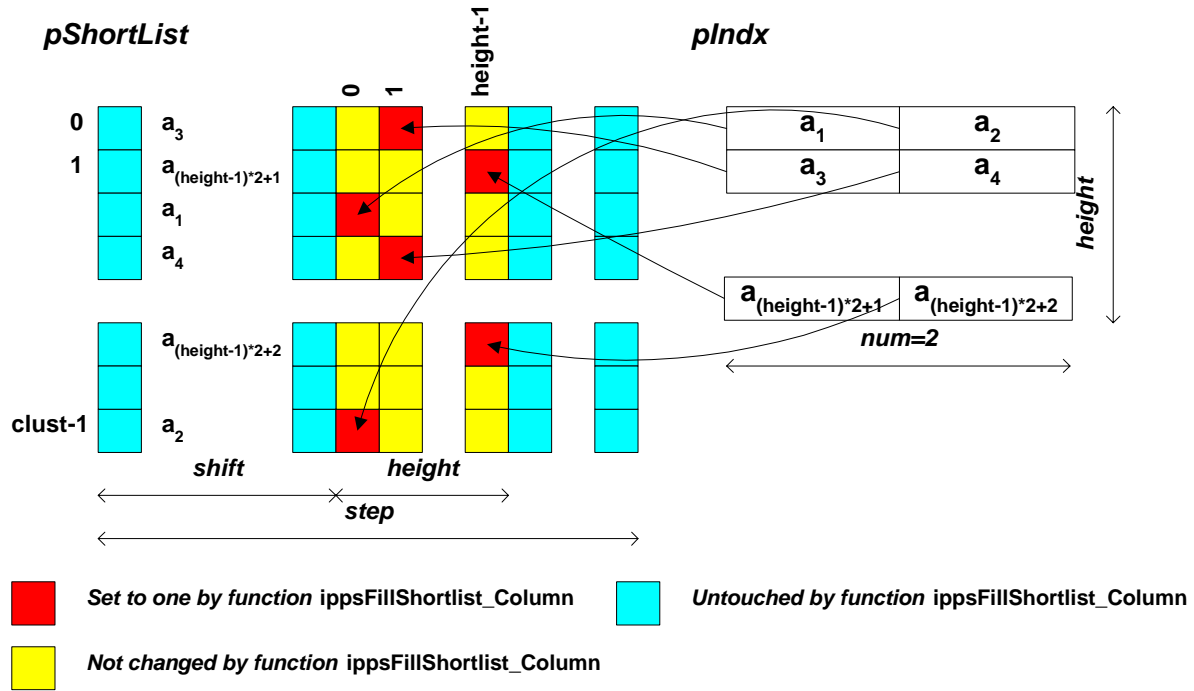 pShortList
pIndx
0
1
height-1
0
a3
a1
a2
1
a(height-1)*2+1
a3
a4
a1
a4
height
a(height-1)*2+1
a(height-1)*2+2
a(height-1)*2+2
num=2
clust-1
a2
shift
height
step
Set to one by function ippsFillShortlist_Column
Untouched by function ippsFillShortlist_Column
Not changed by function ippsFillShortlist_Column